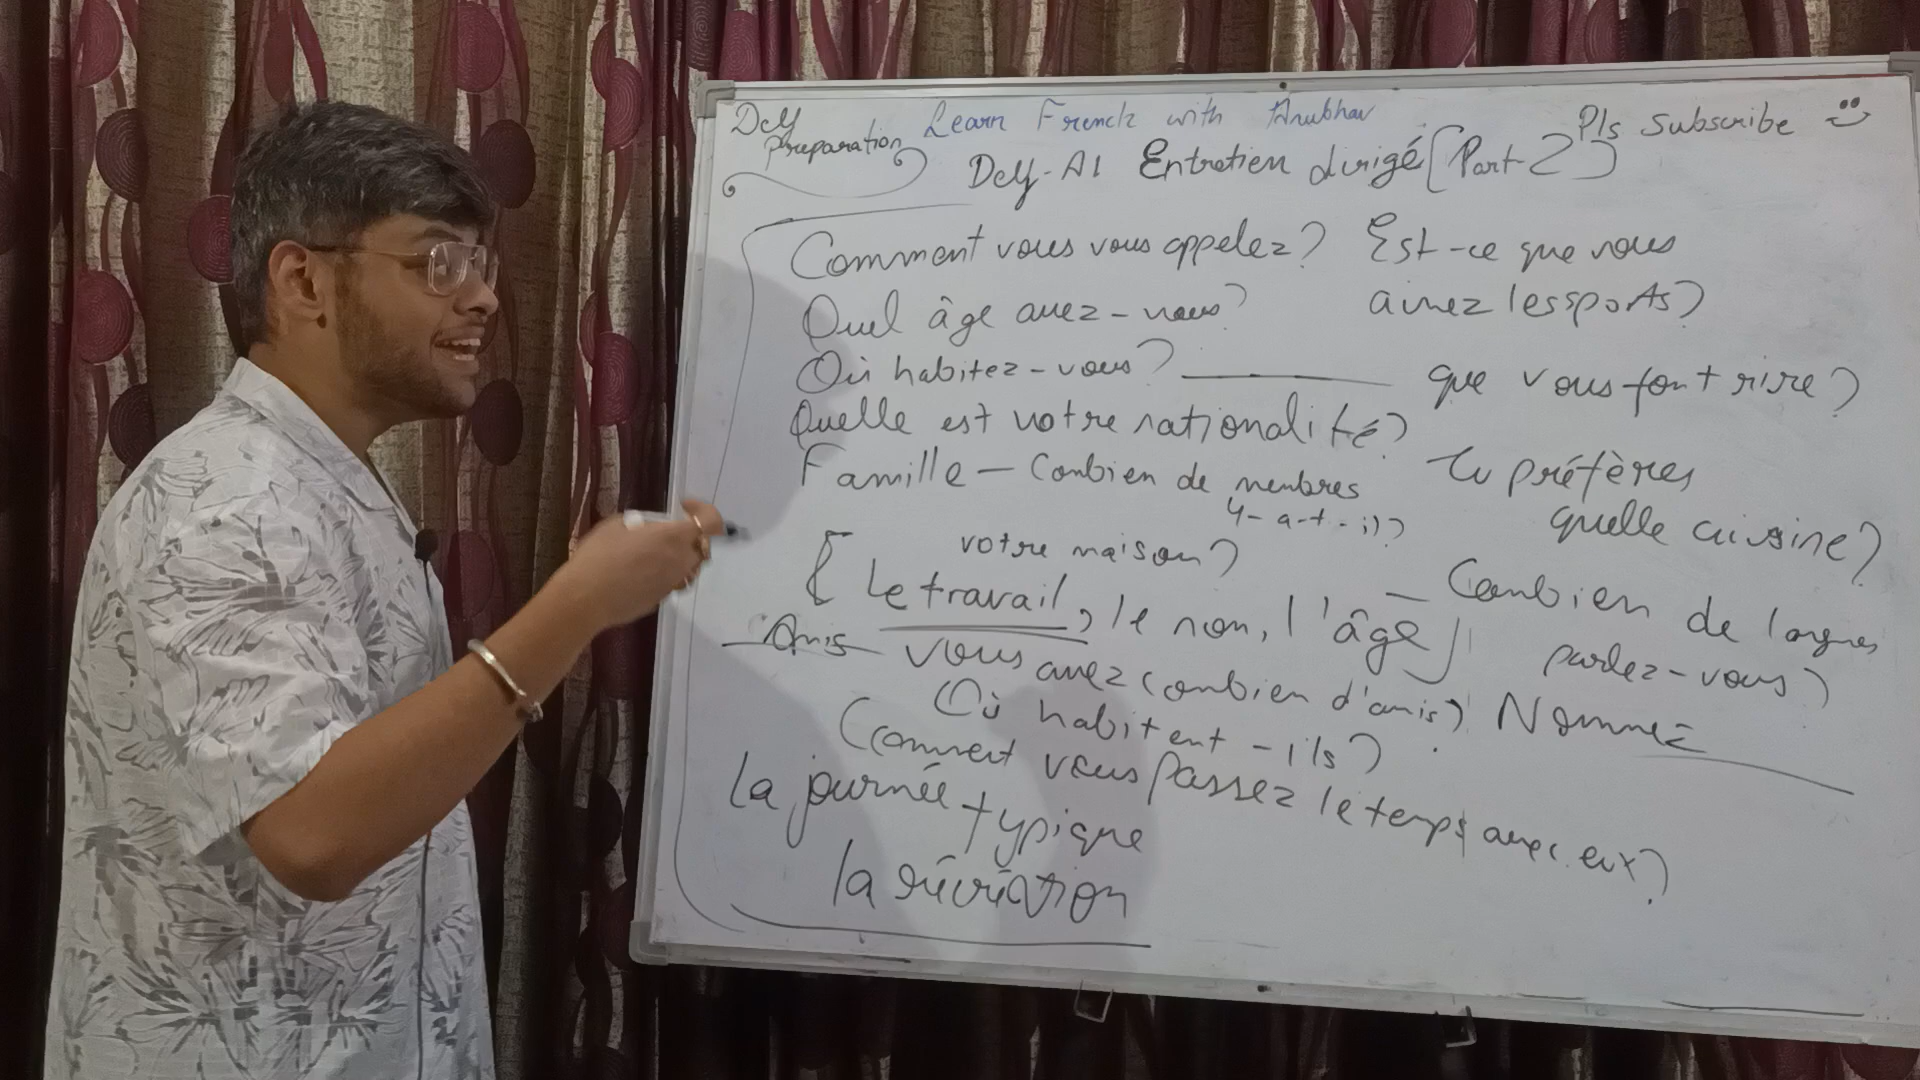 Delf Preparation
Learn French with Anubhav
Pls Subscribe
Delf-A1 Entretien dirigé [Part-2]
Comment vous vous appelez?
Quel âge avez-vous?
Où habitez-vous?
Quelle est votre nationalité?
Famille - Combien de membres
y-a-t-il?
votre maison?
[Le travail, le nom, l'âge]
Amis vous avez combien d'amis?
Où habitent-ils?
(Comment vous passez le temps avec eux?
la journée typique
la récréation
Est-ce que vous
aimez les sports?
que vous font rire?
tu préfères
quelle cuisine?
- Combien de langues
parlez-vous?
Nommez